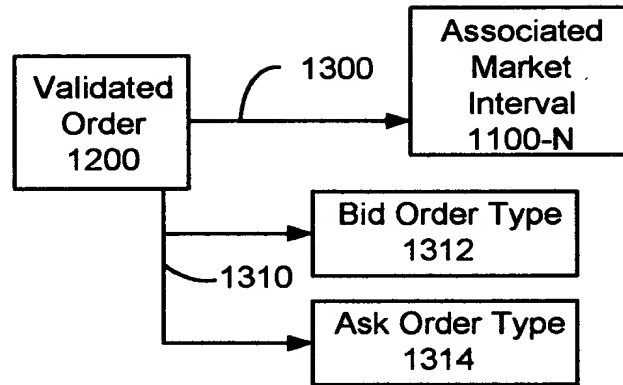 Validated
Order
1200
1300
Associated
Market
Interval
1100-N
Bid Order Type
1312
1310
Ask Order Type
1314